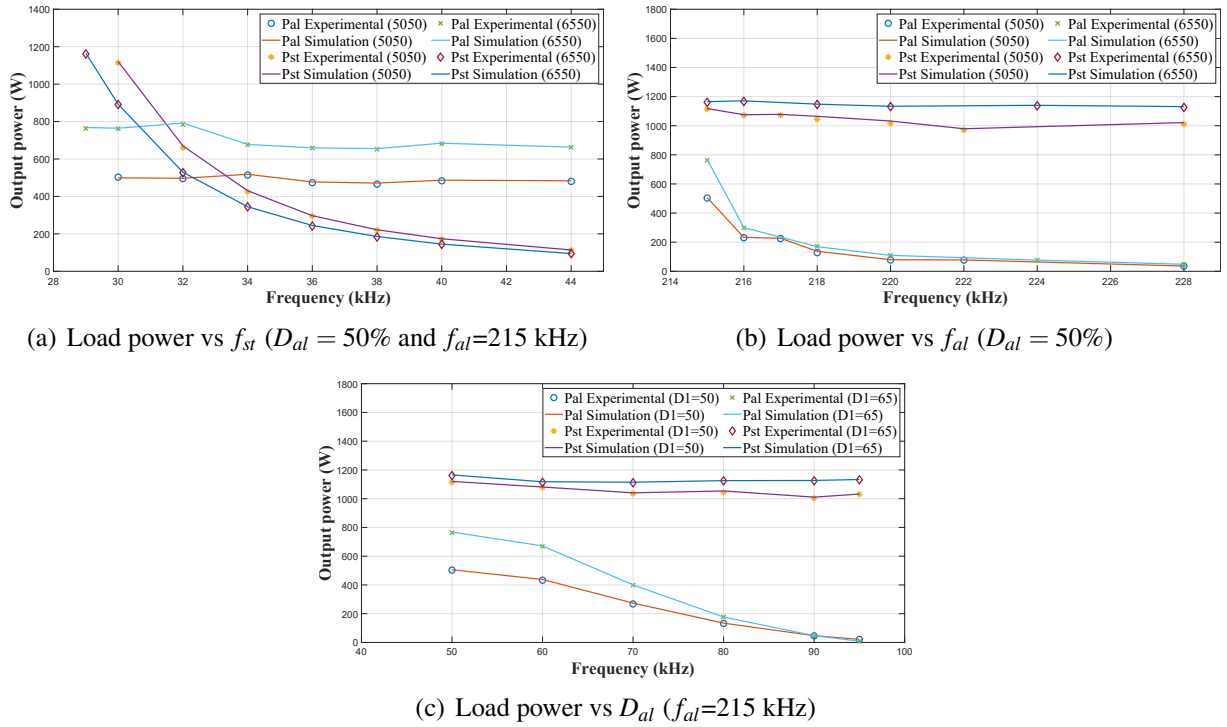 1400
1200
1000
800
600
400
200
0
Output power (W)
Pal Experimental (5050)
Pal Simulation (5050)
Pst Experimental (5050)
Pst Simulation (5050)
Pal Experimental (6550)
Pal Simulation (6550)
Pst Experimental (6550)
Pst Simulation (6550)
28 30 32 34 36 38 40 42 44
Frequency (kHz)
(a) Load power vs f_st (D_al = 50% and f_al=215 kHz)
1800
1600
1400
1200
1000
800
600
400
200
0
Output power (W)
Pal Experimental (5050)
Pal Simulation (5050)
Pst Experimental (5050)
Pst Simulation (5050)
Pal Experimental (6550)
Pal Simulation (6550)
Pst Experimental (6550)
Pst Simulation (6550)
214 216 218 220 222 224 226 228
Frequency (kHz)
(b) Load power vs f_al (D_al = 50%)
1800
1600
1400
1200
1000
800
600
400
200
0
Output power (W)
Pal Experimental (D1=50)
Pal Simulation (D1=50)
Pst Experimental (D1=50)
Pst Simulation (D1=50)
Pal Experimental (D1=65)
Pal Simulation (D1=65)
Pst Experimental (D1=65)
Pst Simulation (D1=65)
40 50 60 70 80 90 100
Frequency (kHz)
(c) Load power vs D_al (f_al=215 kHz)